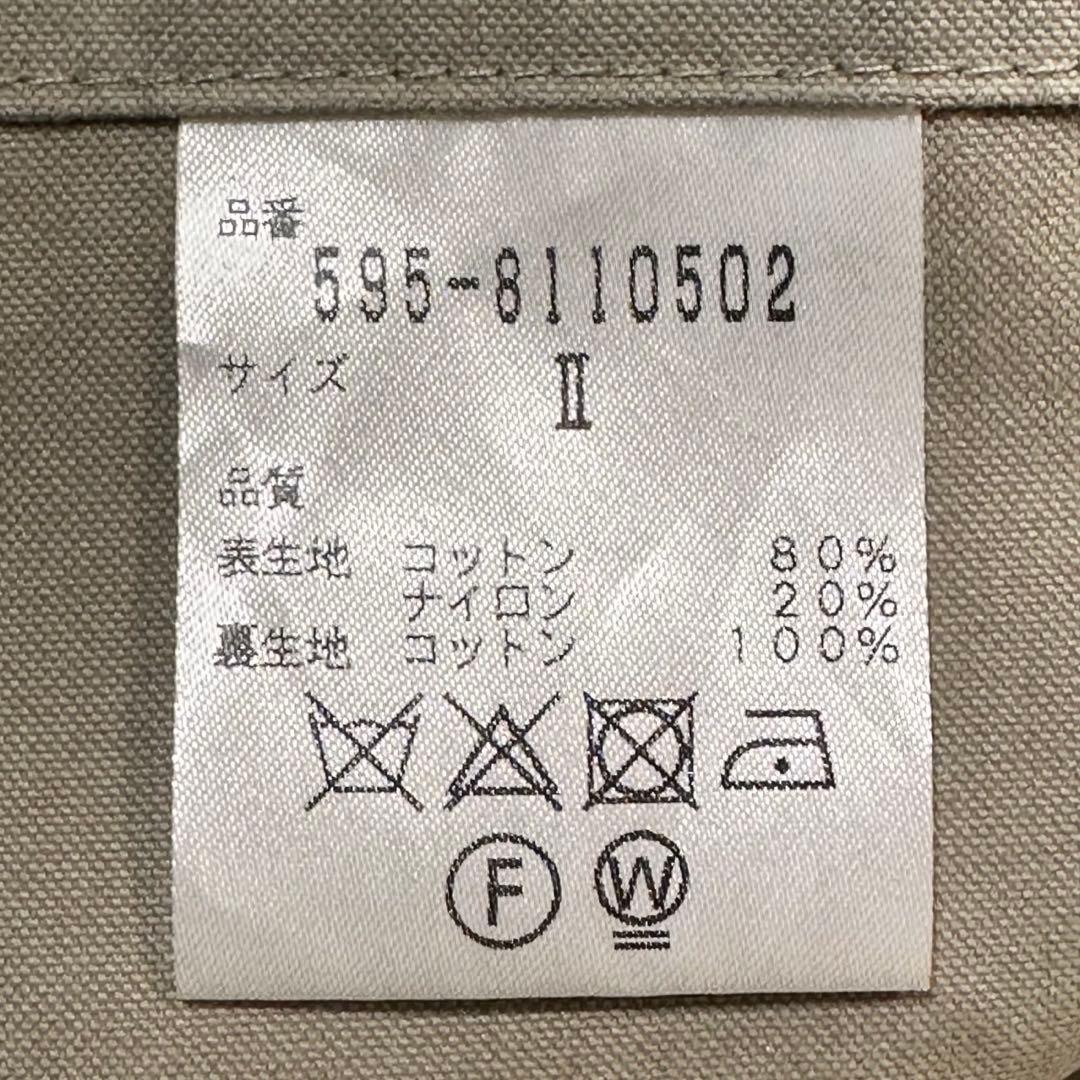 品番
595-8110502
サイズ
Ⅱ
品質
表生地 コットン 80%
ナイロン 20%
裏生地 コットン 100%
F W